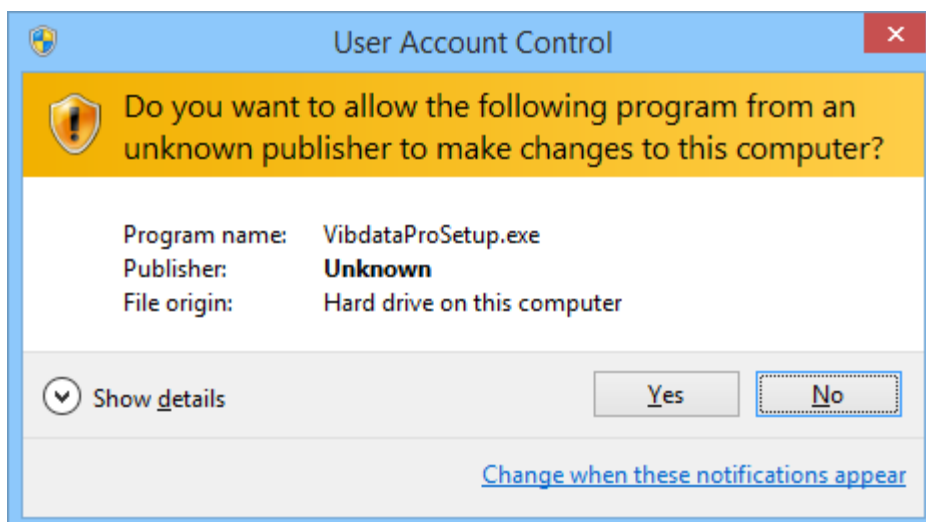 User Account Control
Do you want to allow the following program from an
unknown publisher to make changes to this computer?
Program name: VibdataProSetup.exe
Publisher: Unknown
File origin: Hard drive on this computer
Show details
Yes
No
Change when these notifications appear